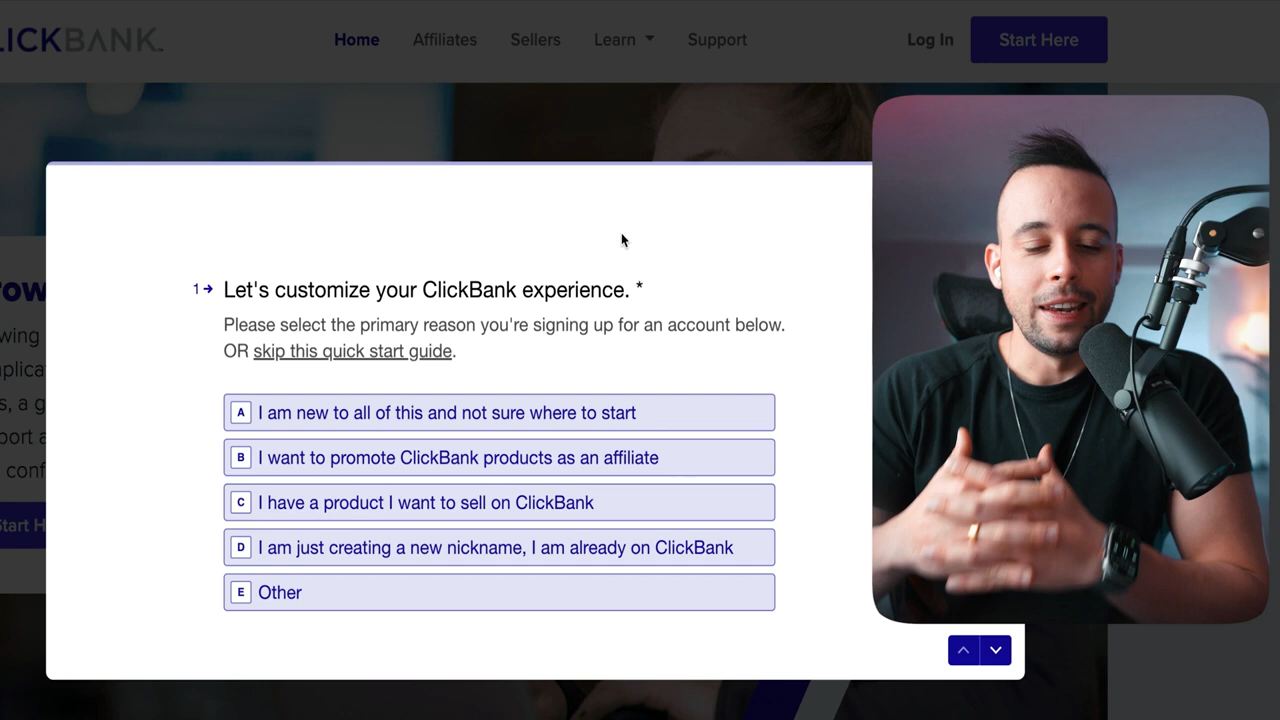 LICKBANK
Home
Affiliates
Sellers
Learn
Support
Log In
Start Here
1
Let's customize your ClickBank experience. *
Please select the primary reason you're signing up for an account below.
OR skip this quick start guide.
A I am new to all of this and not sure where to start
B I want to promote ClickBank products as an affiliate
C I have a product I want to sell on ClickBank
D I am just creating a new nickname, I am already on ClickBank
E Other